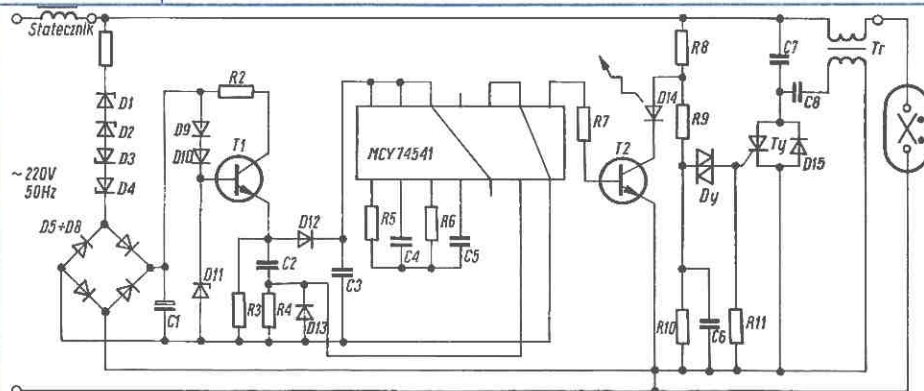 Statecznik
R2
D1
D2
D3
D4
D9
D10
T1
~220V
50Hz
D5÷D8
D11
C1
R3
C2
R4
D12
D13
C3
MCY74541
R5
C4
R6
C5
R7
T2
D14
R8
R9
Dy
R10
C6
R11
Ty
D15
C7
C8
Tr